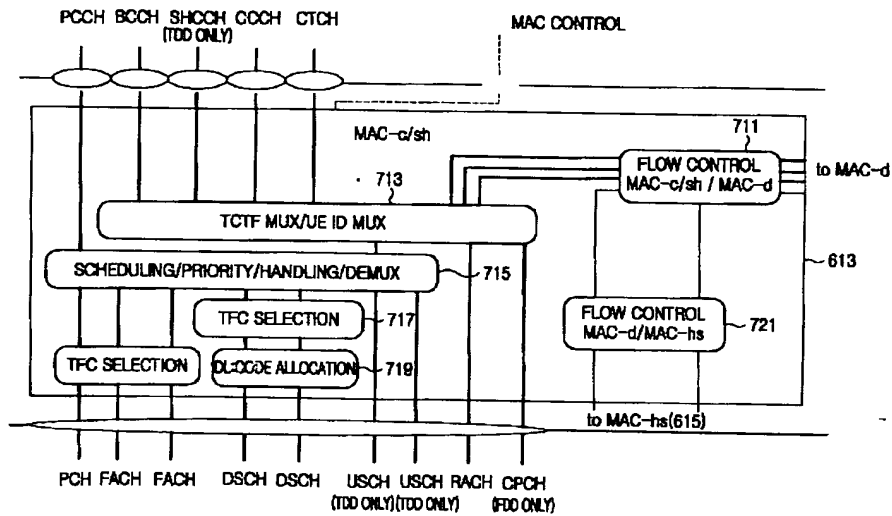 PCCH BCCH SHCCH CCCH CTCH
(TDD ONLY)
MAC CONTROL
MAC-c/sh
711
FLOW CONTROL
MAC-c/sh / MAC-d
to MAC-d
713
TCTF MUX/UE ID MUX
613
SCHEDULING/PRIORITY/HANDLING/DEMUX
715
TFC SELECTION
717
FLOW CONTROL
MAC-d/MAC-hs
721
TFC SELECTION
DL:CODE ALLOCATION
719
to MAC-hs(615)
PCH FACH FACH DSCH DSCH USCH USCH RACH CPCH
(TDD ONLY) (TDD ONLY) (FDD ONLY)